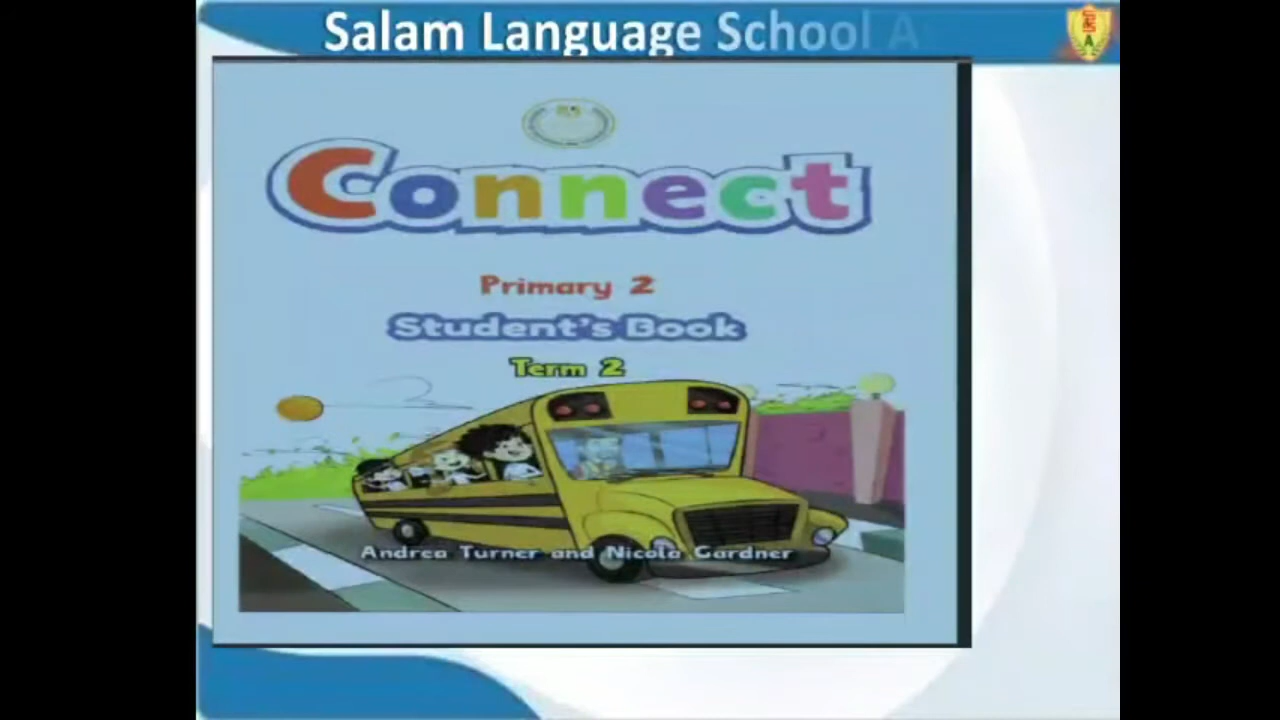 Salam Language School A
Connect
Primary 2
Student's Book
Term 2
Andrea Turner and Nicola Gardner